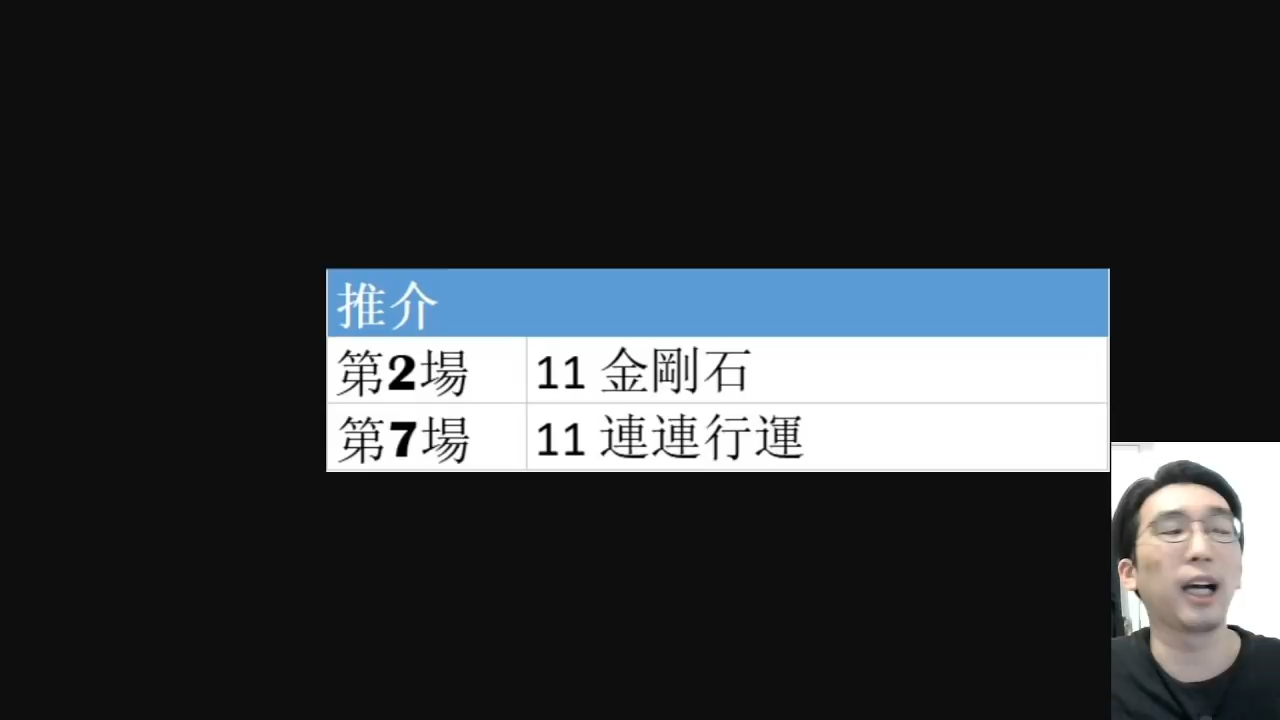 推介
第2場 11 金剛石
第7場 11 連連行運